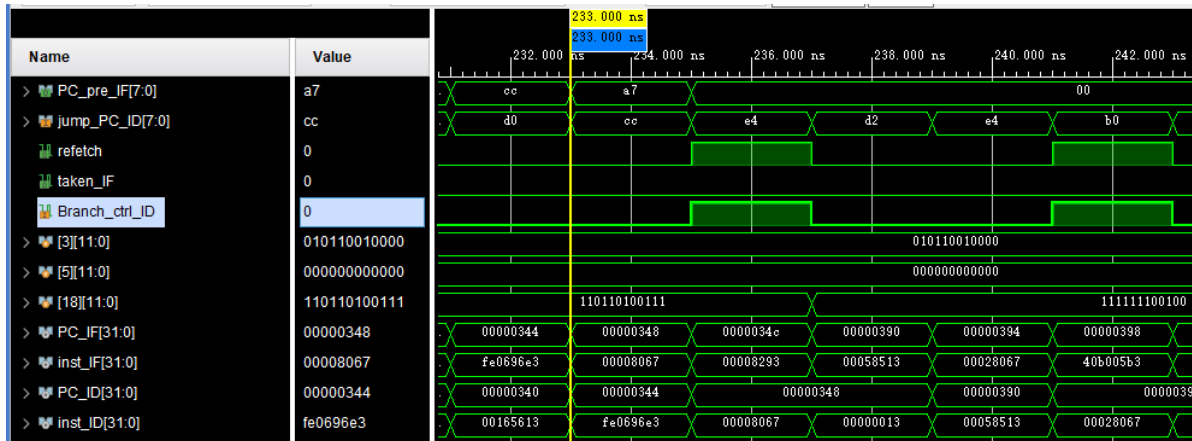 233.000 ns
233.000 ns
Name Value 232.000 ns 234.000 ns 236.000 ns 238.000 ns 240.000 ns 242.000 ns
PC_pre_IF[7:0] a7 cc a7 00
jump_PC_ID[7:0] cc d0 cc e4 d2 e4 b0
refetch 0
taken_IF 0
Branch_ctrl_ID 0
[3][11:0] 010110010000 010110010000
[5][11:0] 000000000000 000000000000
[18][11:0] 110110100111 110110100111 111111100100
PC_IF[31:0] 00000348 00000344 00000348 0000034c 00000390 00000394 00000398
inst_IF[31:0] 00008067 fe0696e3 00008067 00008293 00058513 00028067 40b005b3
PC_ID[31:0] 00000344 00000340 00000344 00000348 00000390 0000039
inst_ID[31:0] fe0696e3 00165613 fe0696e3 00008067 00000013 00058513 00028067